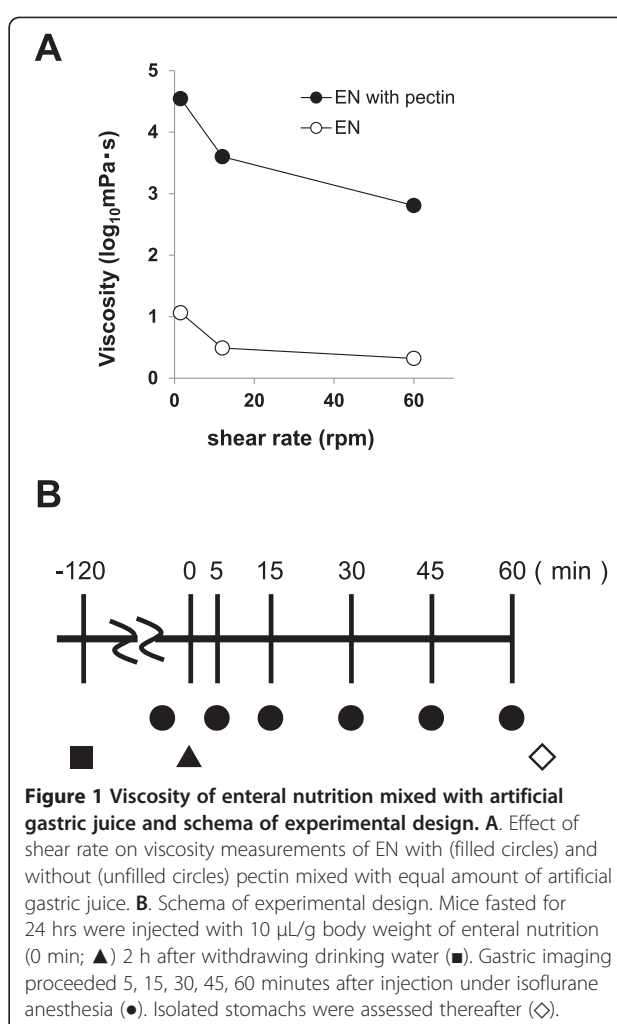 A
5
4
3
2
1
0
Viscosity (log₁₀mPa・s)
EN with pectin
EN
0 20 40 60
shear rate (rpm)
B
-120 0 5 15 30 45 60 ( min )
Figure 1 Viscosity of enteral nutrition mixed with artificial
gastric juice and schema of experimental design. A. Effect of
shear rate on viscosity measurements of EN with (filled circles) and
without (unfilled circles) pectin mixed with equal amount of artificial
gastric juice. B. Schema of experimental design. Mice fasted for
24 hrs were injected with 10 μL/g body weight of enteral nutrition
(0 min; ▲) 2 h after withdrawing drinking water (■). Gastric imaging
proceeded 5, 15, 30, 45, 60 minutes after injection under isoflurane
anesthesia (●). Isolated stomachs were assessed thereafter (◇).